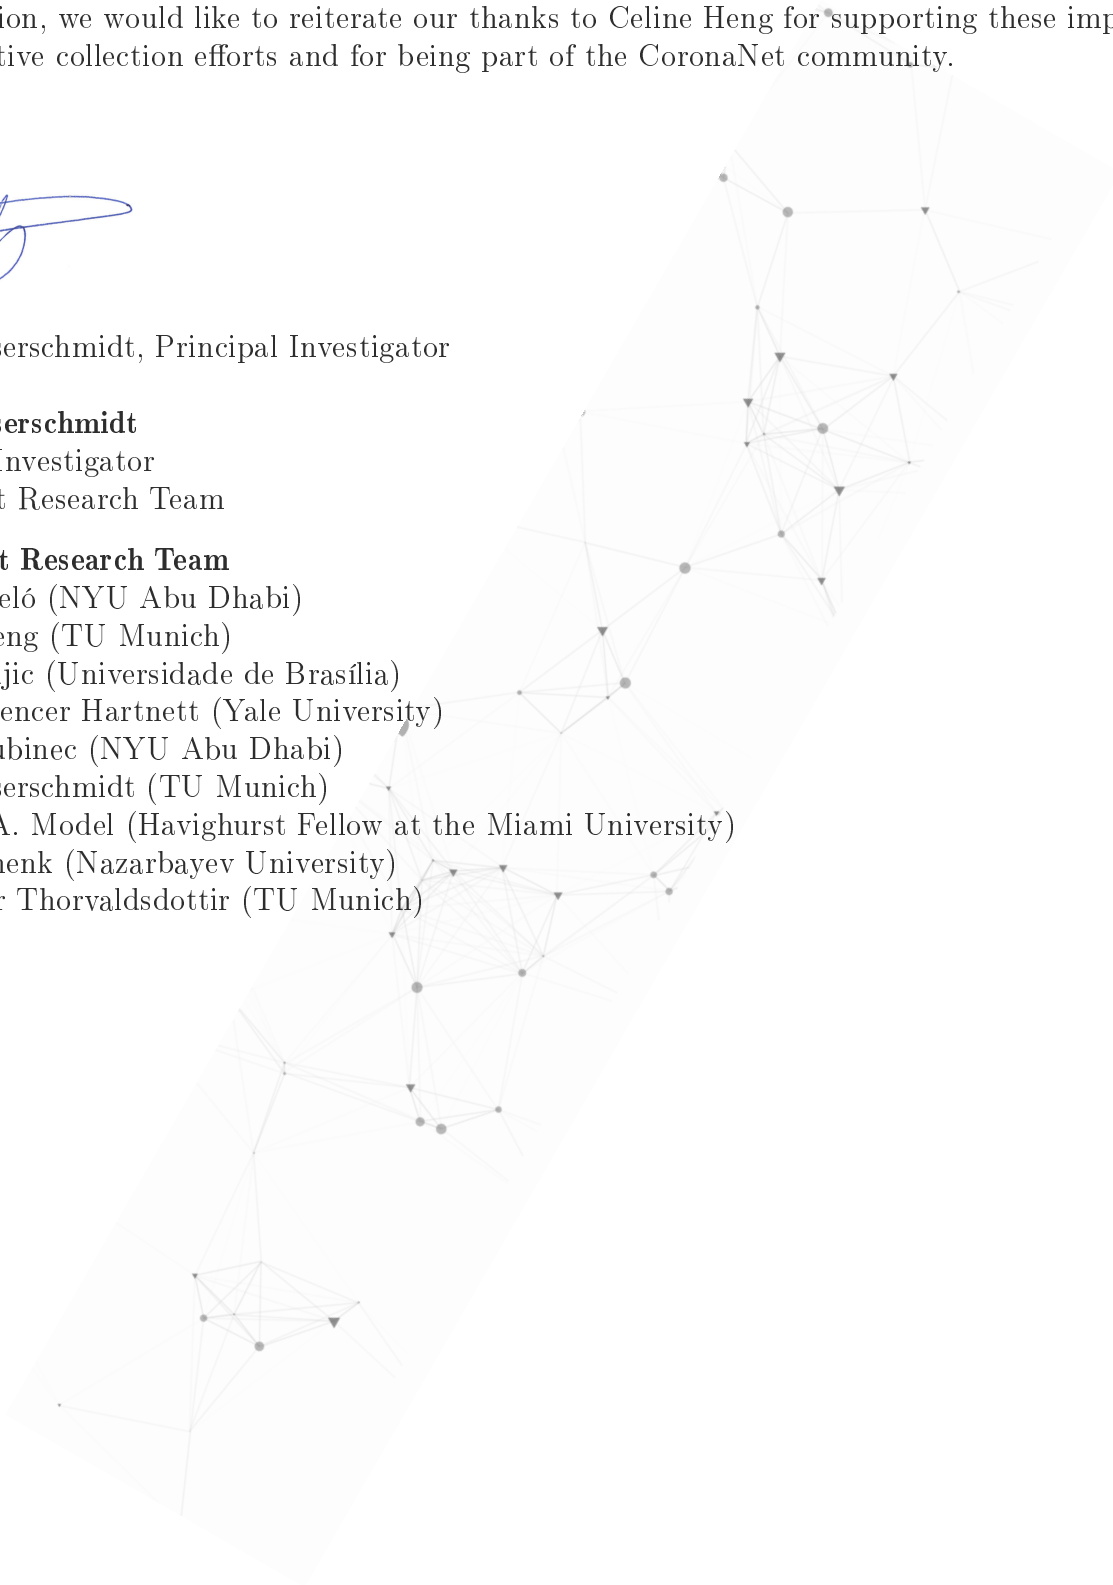 ion, we would like to reiterate our thanks to Celine Heng for supporting these imp
tive collection efforts and for being part of the CoronaNet community.
serschmidt, Principal Investigator
serschmidt
Investigator
t Research Team
t Research Team
eló (NYU Abu Dhabi)
eng (TU Munich)
ijic (Universidade de Brasília)
encer Hartnett (Yale University)
ubinec (NYU Abu Dhabi)
serschmidt (TU Munich)
A. Model (Havighurst Fellow at the Miami University)
henk (Nazarbayev University)
r Thorvaldsdottir (TU Munich)